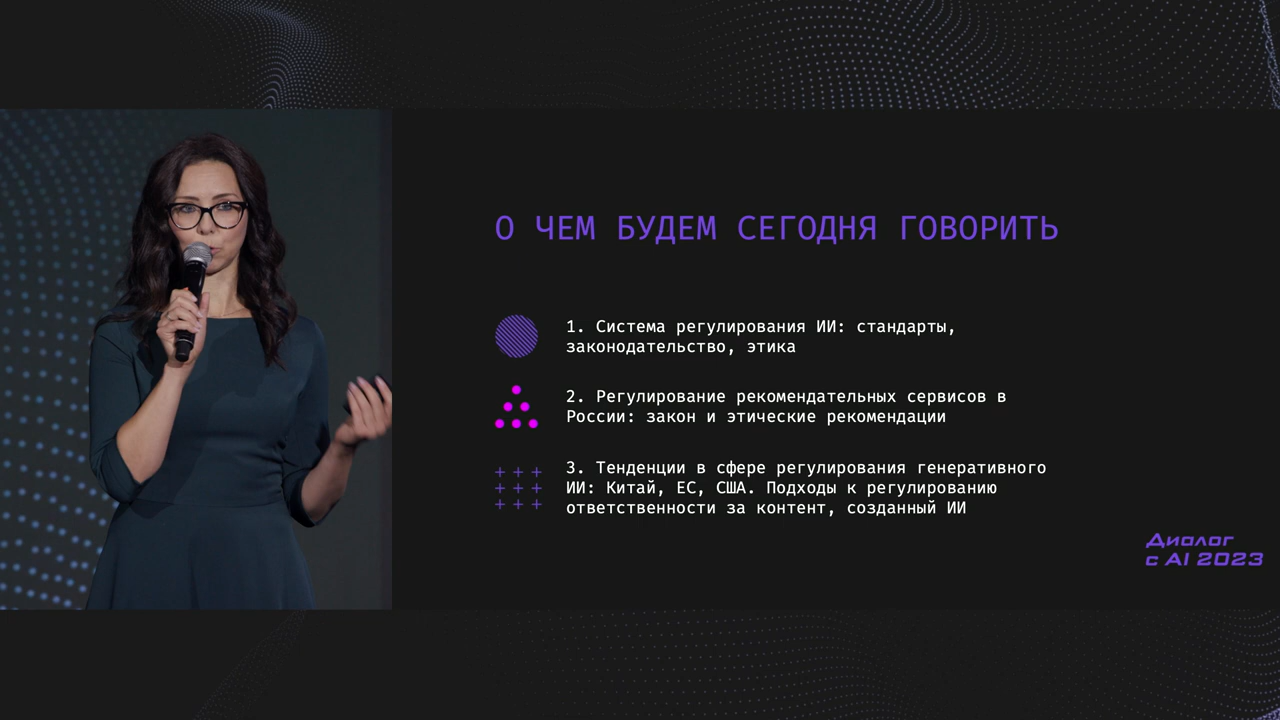 О ЧЕМ БУДЕМ СЕГОДНЯ ГОВОРИТЬ
1. Система регулирования ИИ: стандарты,
законодательство, этика
2. Регулирование рекомендательных сервисов в
России: закон и этические рекомендации
3. Тенденции в сфере регулирования генеративного
ИИ: Китай, ЕС, США. Подходы к регулированию
ответственности за контент, созданный ИИ
Диалог
с AI 2023